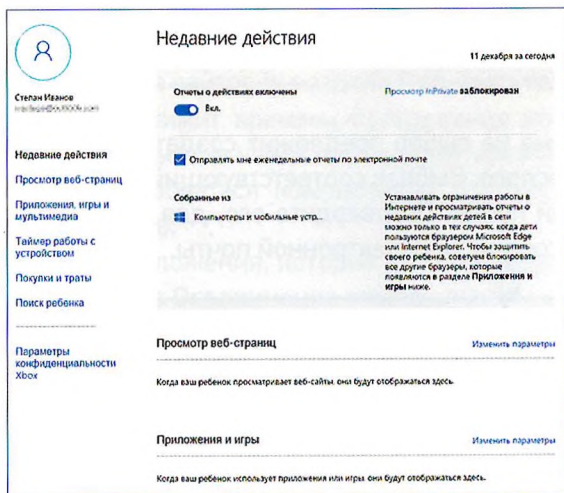 Недавние действия
11 декабря за сегодня
Степан Иванов
Отчеты о действиях включены
Просмотр InPrivate заблокирован
Вкл.
Недавние действия
Просмотр веб-страниц
Приложения, игры и
мультимедиа
Таймер работы с
устройством
Покупки и траты
Поиск ребенка
Параметры
конфиденциальности
Xbox
Отправлять мне еженедельные отчеты по электронной почте
Собранные из
Компьютеры и мобильные устр...
Устанавливать ограничения работы в
Интернете и просматривать отчеты о
недавних действиях детей в сети
можно только в тех случаях, когда дети
пользуются браузером Microsoft Edge
или Internet Explorer. Чтобы защитить
своего ребенка, советуем блокировать
все другие браузеры, которые
появляются в разделе Приложения и
игры ниже.
Просмотр веб-страниц
Изменить параметры
Когда ваш ребенок просматривает веб-сайты, они будут отображаться здесь.
Приложения и игры
Изменить параметры
Когда ваш ребенок использует приложения или игры, они будут отображаться здесь.